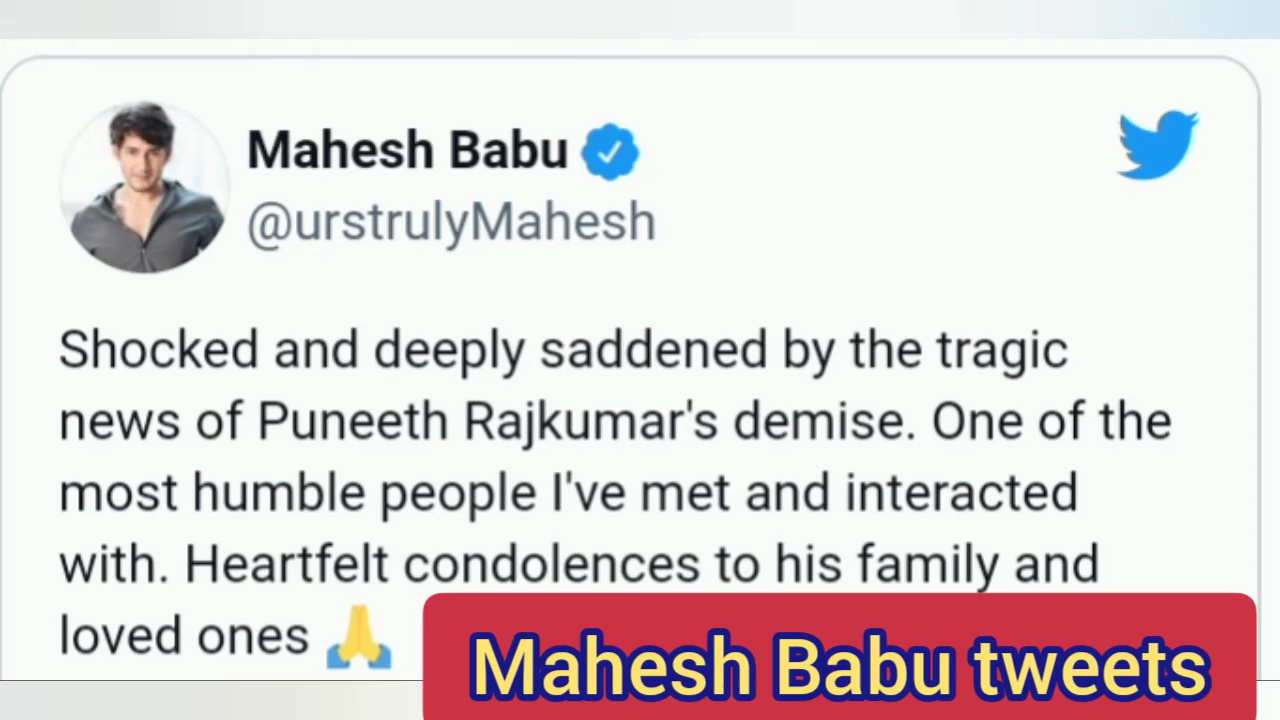 Mahesh Babu
@urstrulyMahesh
Shocked and deeply saddened by the tragic
news of Puneeth Rajkumar's demise. One of the
most humble people I've met and interacted
with. Heartfelt condolences to his family and
loved ones 🙏
Mahesh Babu tweets